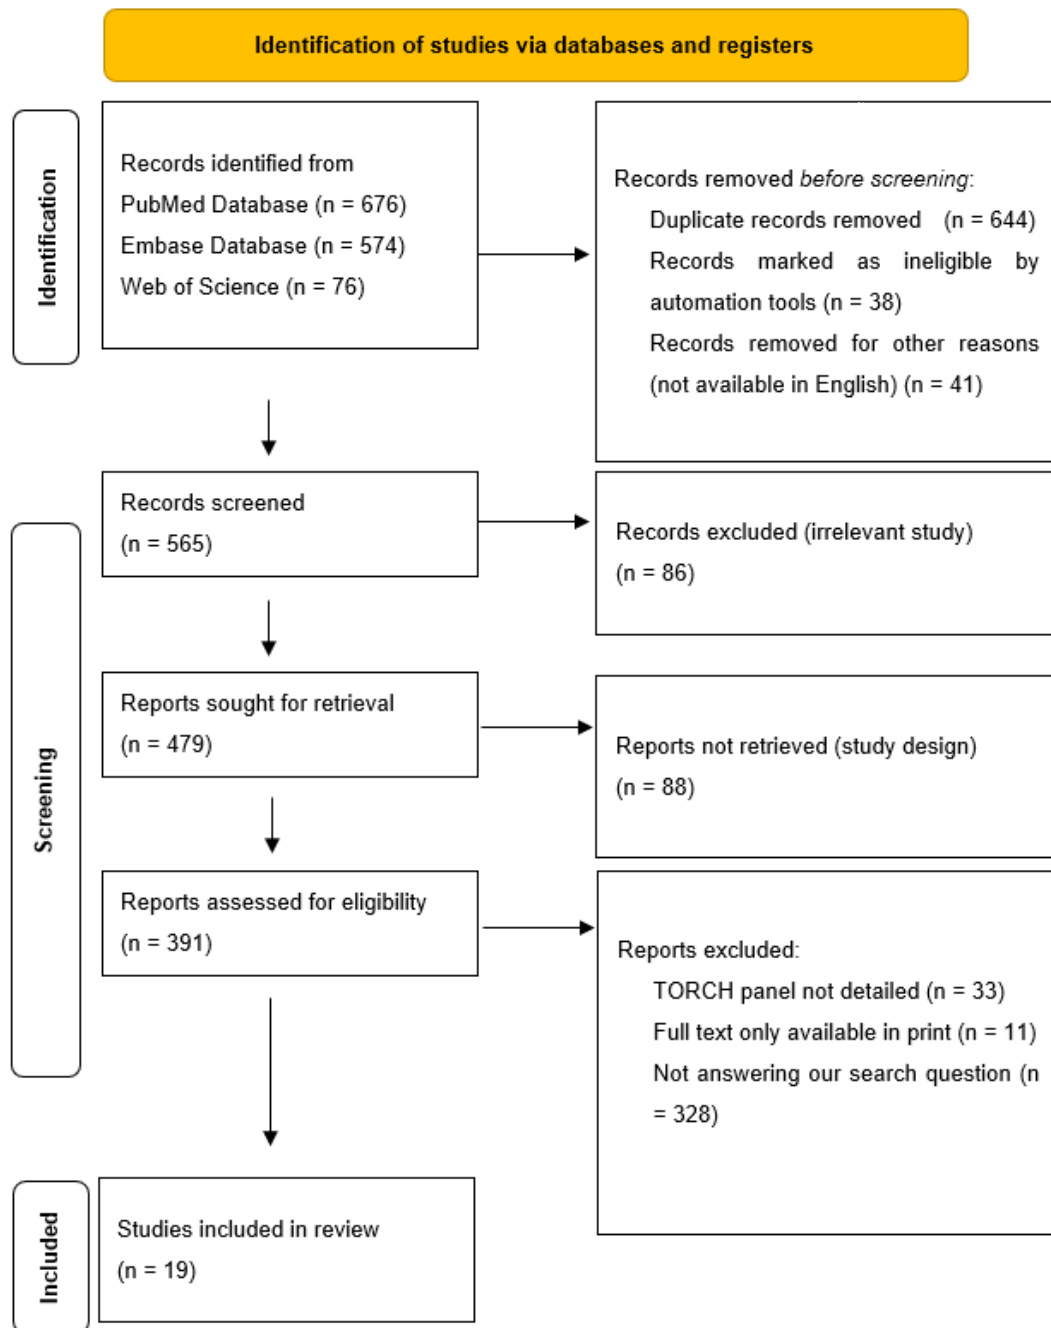 Identification of studies via databases and registers
Identification
Records identified from
PubMed Database (n = 676)
Embase Database (n = 574)
Web of Science (n = 76)
Records removed before screening:
Duplicate records removed (n = 644)
Records marked as ineligible by
automation tools (n = 38)
Records removed for other reasons
(not available in English) (n = 41)
Screening
Records screened
(n = 565)
Records excluded (irrelevant study)
(n = 86)
Reports sought for retrieval
(n = 479)
Reports not retrieved (study design)
(n = 88)
Reports assessed for eligibility
(n = 391)
Reports excluded:
TORCH panel not detailed (n = 33)
Full text only available in print (n = 11)
Not answering our search question (n
= 328)
Included
Studies included in review
(n = 19)